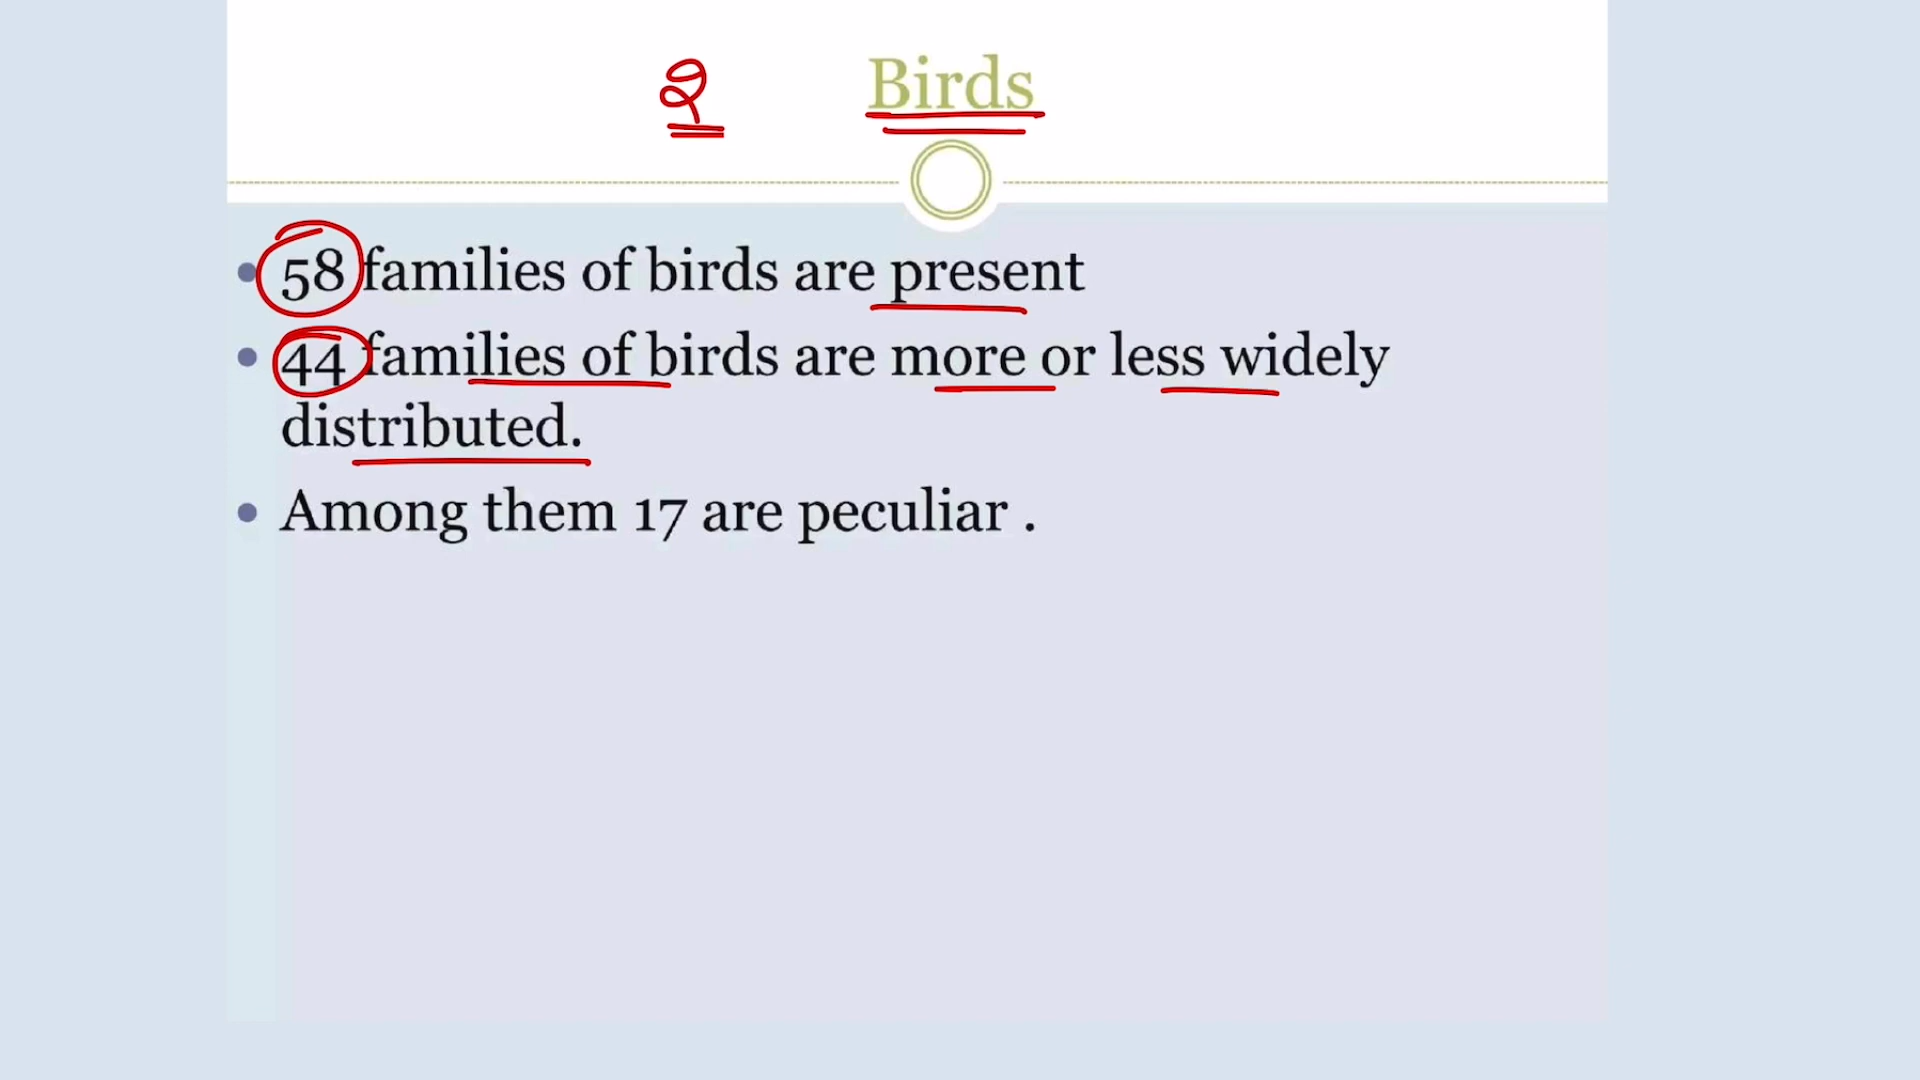 २ Birds
58 families of birds are present
44 families of birds are more or less widely
distributed.
Among them 17 are peculiar .